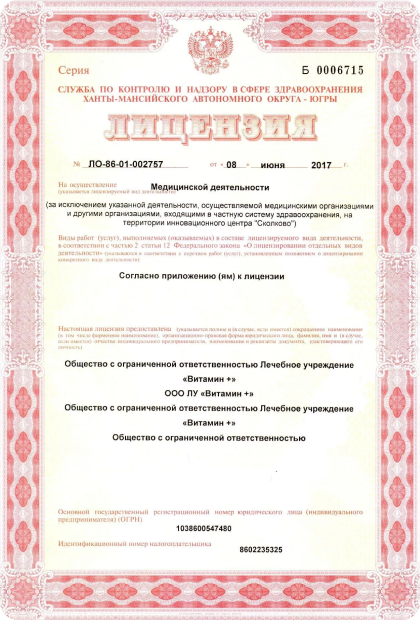 Серия Б 0006715
СЛУЖБА ПО КОНТРОЛЮ И НАДЗОРУ В СФЕРЕ ЗДРАВООХРАНЕНИЯ
ХАНТЫ-МАНСИЙСКОГО АВТОНОМНОГО ОКРУГА - ЮГРЫ
ЛИЦЕНЗИЯ
№ ЛО-86-01-002757 от « 08 » июня 2017 г.
На осуществление Медицинской деятельности
(указывается лицензируемый вид деятельности)
(за исключением указанной деятельности, осуществляемой медицинскими организациями
и другими организациями, входящими в частную систему здравоохранения, на
территории инновационного центра "Сколково")
Виды работ (услуг), выполняемых (оказываемых) в составе лицензируемого вида деятельности,
в соответствии с частью 2 статьи 12 Федерального закона «О лицензировании отдельных видов
деятельности» (указываются в соответствии с перечнем работ (услуг), установленным положением о лицензировании
конкретного вида деятельности)
Согласно приложению (ям) к лицензии
Настоящая лицензия предоставлена (указывается полное и (в случае, если имеется) сокращенное наименование
(в том числе фирменное наименование), организационно-правовая форма юридического лица, фамилия, имя и (в случае,
если имеется) отчество индивидуального предпринимателя, наименование и реквизиты документа, удостоверяющего его
личность)
Общество с ограниченной ответственностью Лечебное учреждение
«Витамин +»
ООО ЛУ «Витамин +»
Общество с ограниченной ответственностью Лечебное учреждение
«Витамин +»
Общество с ограниченной ответственностью
Основной государственный регистрационный номер юридического лица (индивидуального
предпринимателя) (ОГРН)
1038600547480
Идентификационный номер налогоплательщика 8602235325